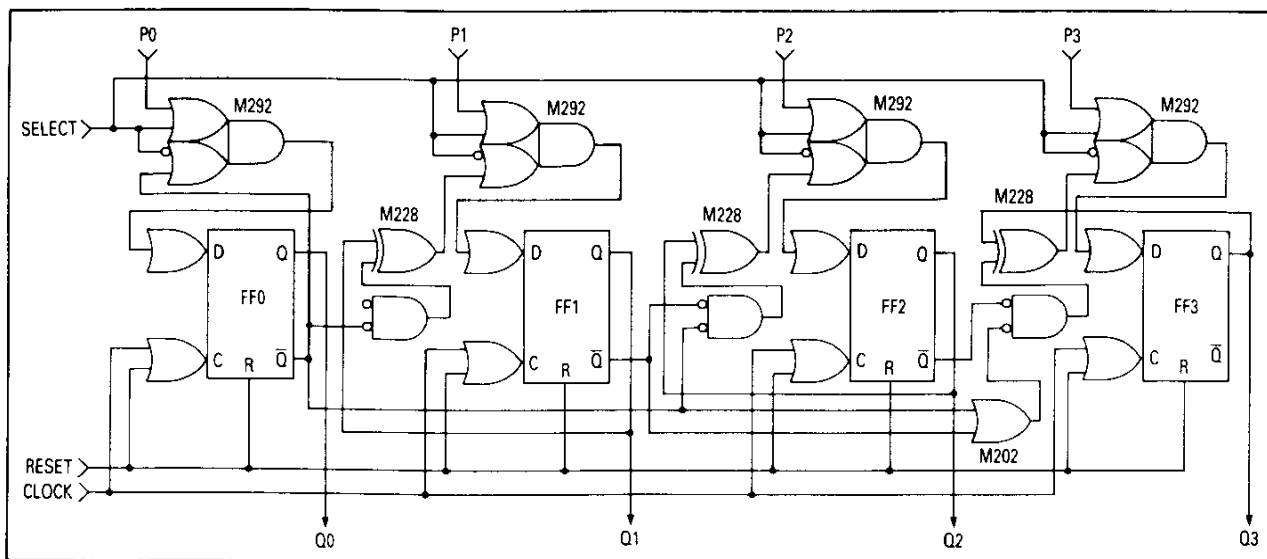 P0 P1 P2 P3
M292 M292 M292 M292
SELECT
M228 M228 M228
D Q D Q D Q D Q
FF0 FF1 FF2 FF3
C R Q̅ C R Q̅ C R Q̅ C R Q̅
M202
RESET
CLOCK
Q0 Q1 Q2 Q3